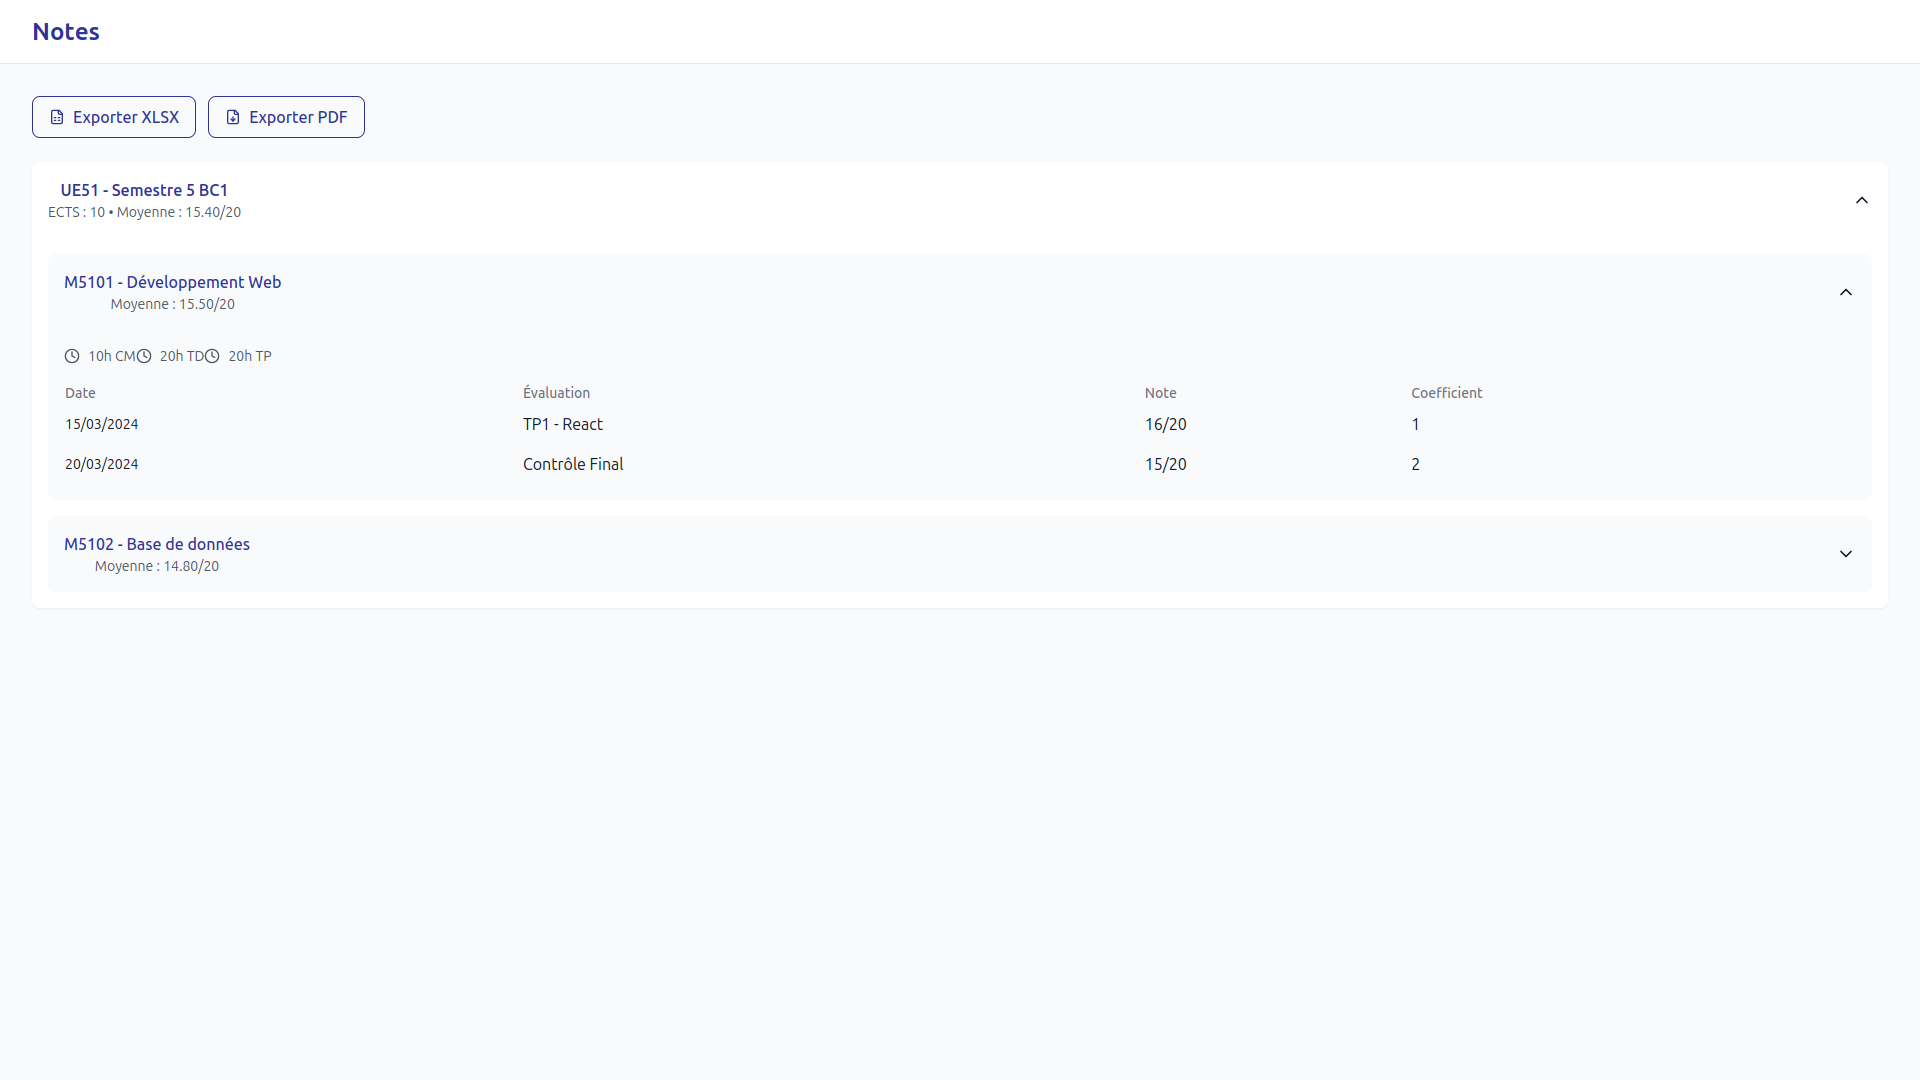 Notes
Exporter XLSX Exporter PDF
UE51 - Semestre 5 BC1
ECTS : 10 • Moyenne : 15.40/20
M5101 - Développement Web
Moyenne : 15.50/20
10h CM 20h TD 20h TP
Date Évaluation Note Coefficient
15/03/2024 TP1 - React 16/20 1
20/03/2024 Contrôle Final 15/20 2
M5102 - Base de données
Moyenne : 14.80/20